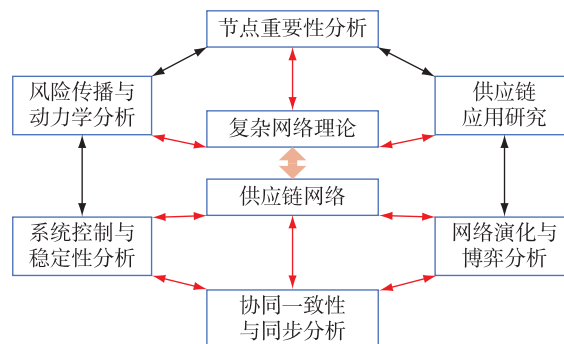 节点重要性分析
风险传播与
动力学分析
供应链
应用研究
复杂网络理论
供应链网络
系统控制与
稳定性分析
网络演化与
博弈分析
协同一致性
与同步分析